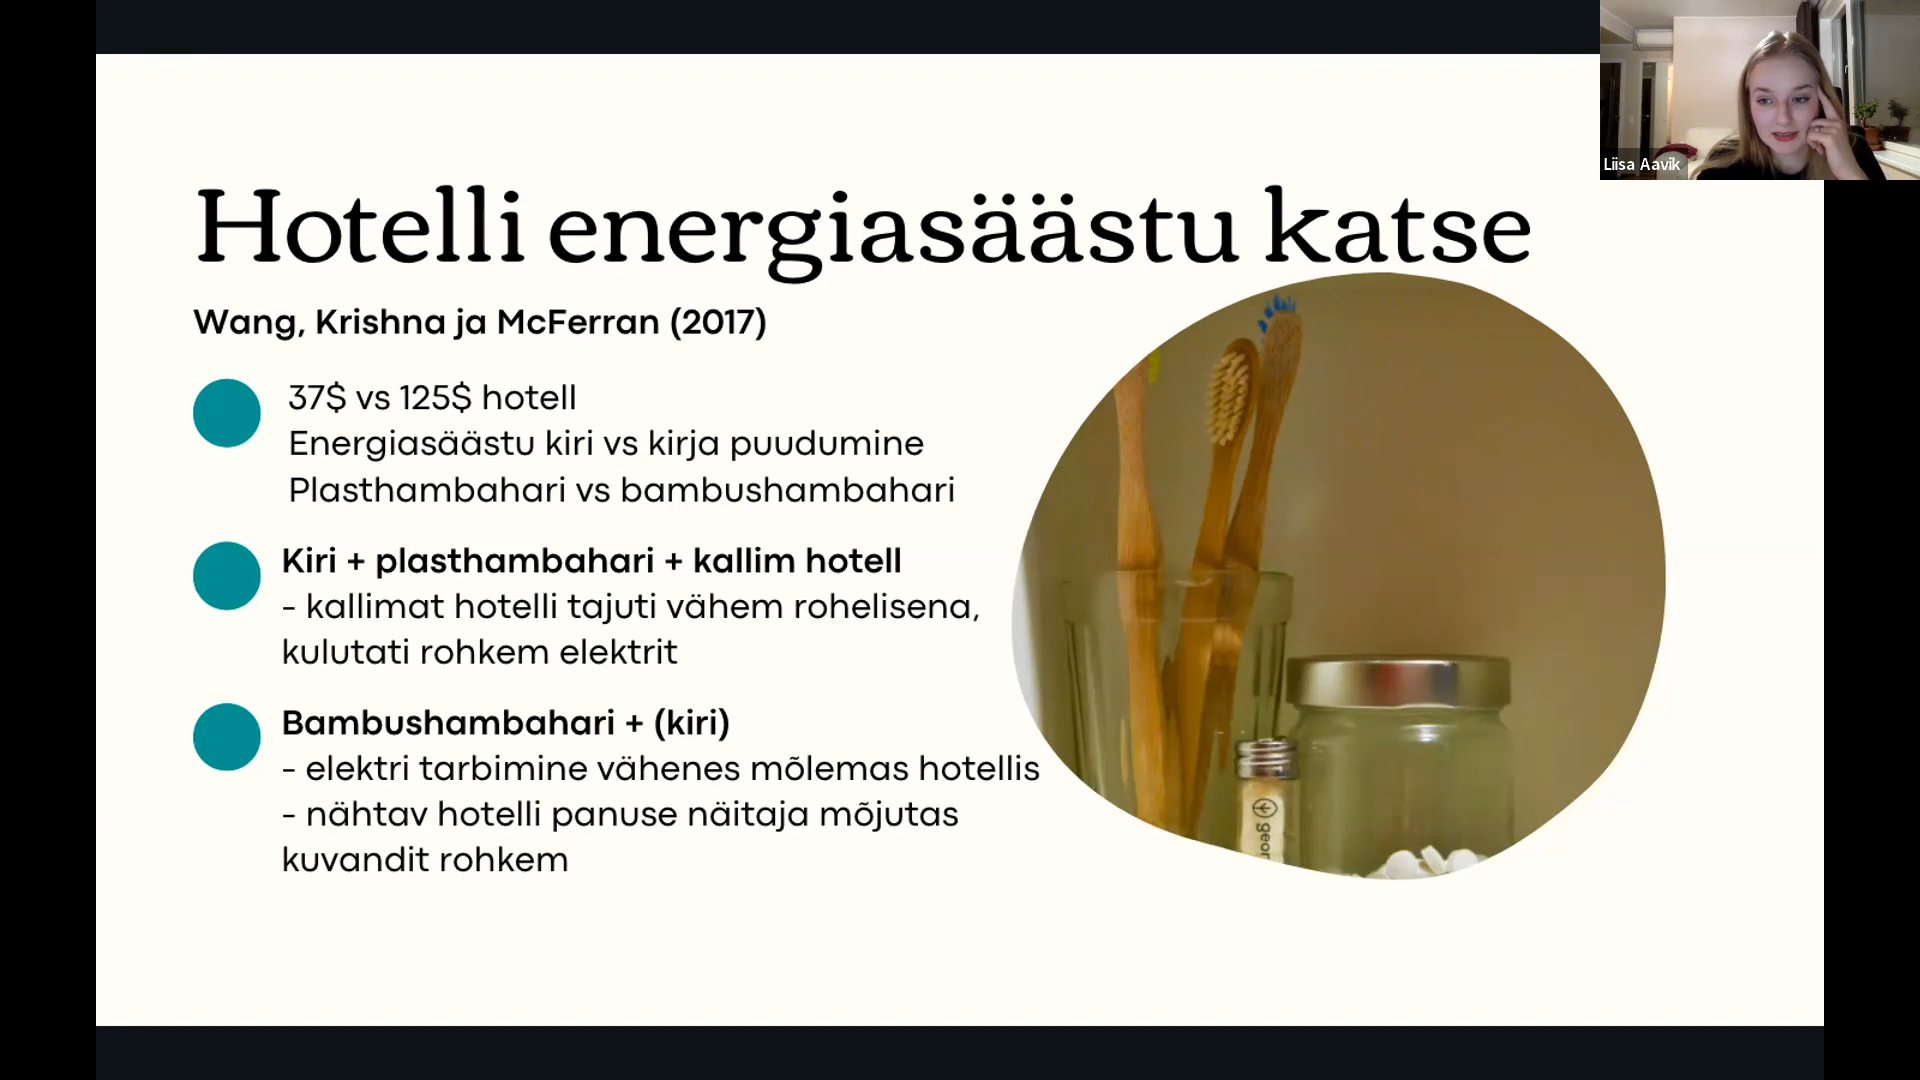 Liisa Aavik
Hotelli energiasäästu katse
Wang, Krishna ja McFerran (2017)
37$ vs 125$ hotell
Energiasäästu kiri vs kirja puudumine
Plasthambahari vs bambushambahari
Kiri + plasthambahari + kallim hotell
- kallimat hotelli tajuti vähem rohelisena,
kulutati rohkem elektrit
Bambushambahari + (kiri)
- elektri tarbimine vähenes mõlemas hotellis
- nähtav hotelli panuse näitaja mõjutas
kuvandit rohkem